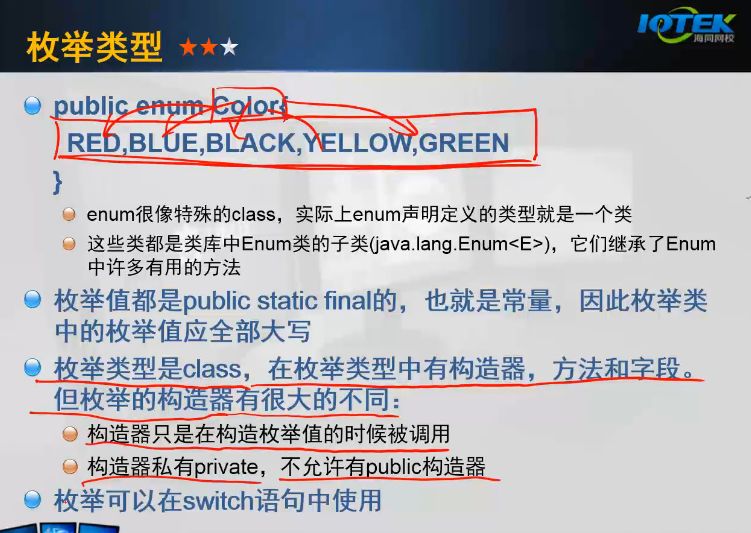 IOTEK
海同网校
枚举类型 ★★★
public enum Color{
RED,BLUE,BLACK,YELLOW,GREEN
}
enum很像特殊的class，实际上enum声明定义的类型就是一个类
这些类都是类库中Enum类的子类(java.lang.Enum<E>)，它们继承了Enum
中许多有用的方法
枚举值都是public static final的，也就是常量，因此枚举类
中的枚举值应全部大写
枚举类型是class，在枚举类型中有构造器，方法和字段。
但枚举的构造器有很大的不同：
构造器只是在构造枚举值的时候被调用
构造器私有private，不允许有public构造器
枚举可以在switch语句中使用